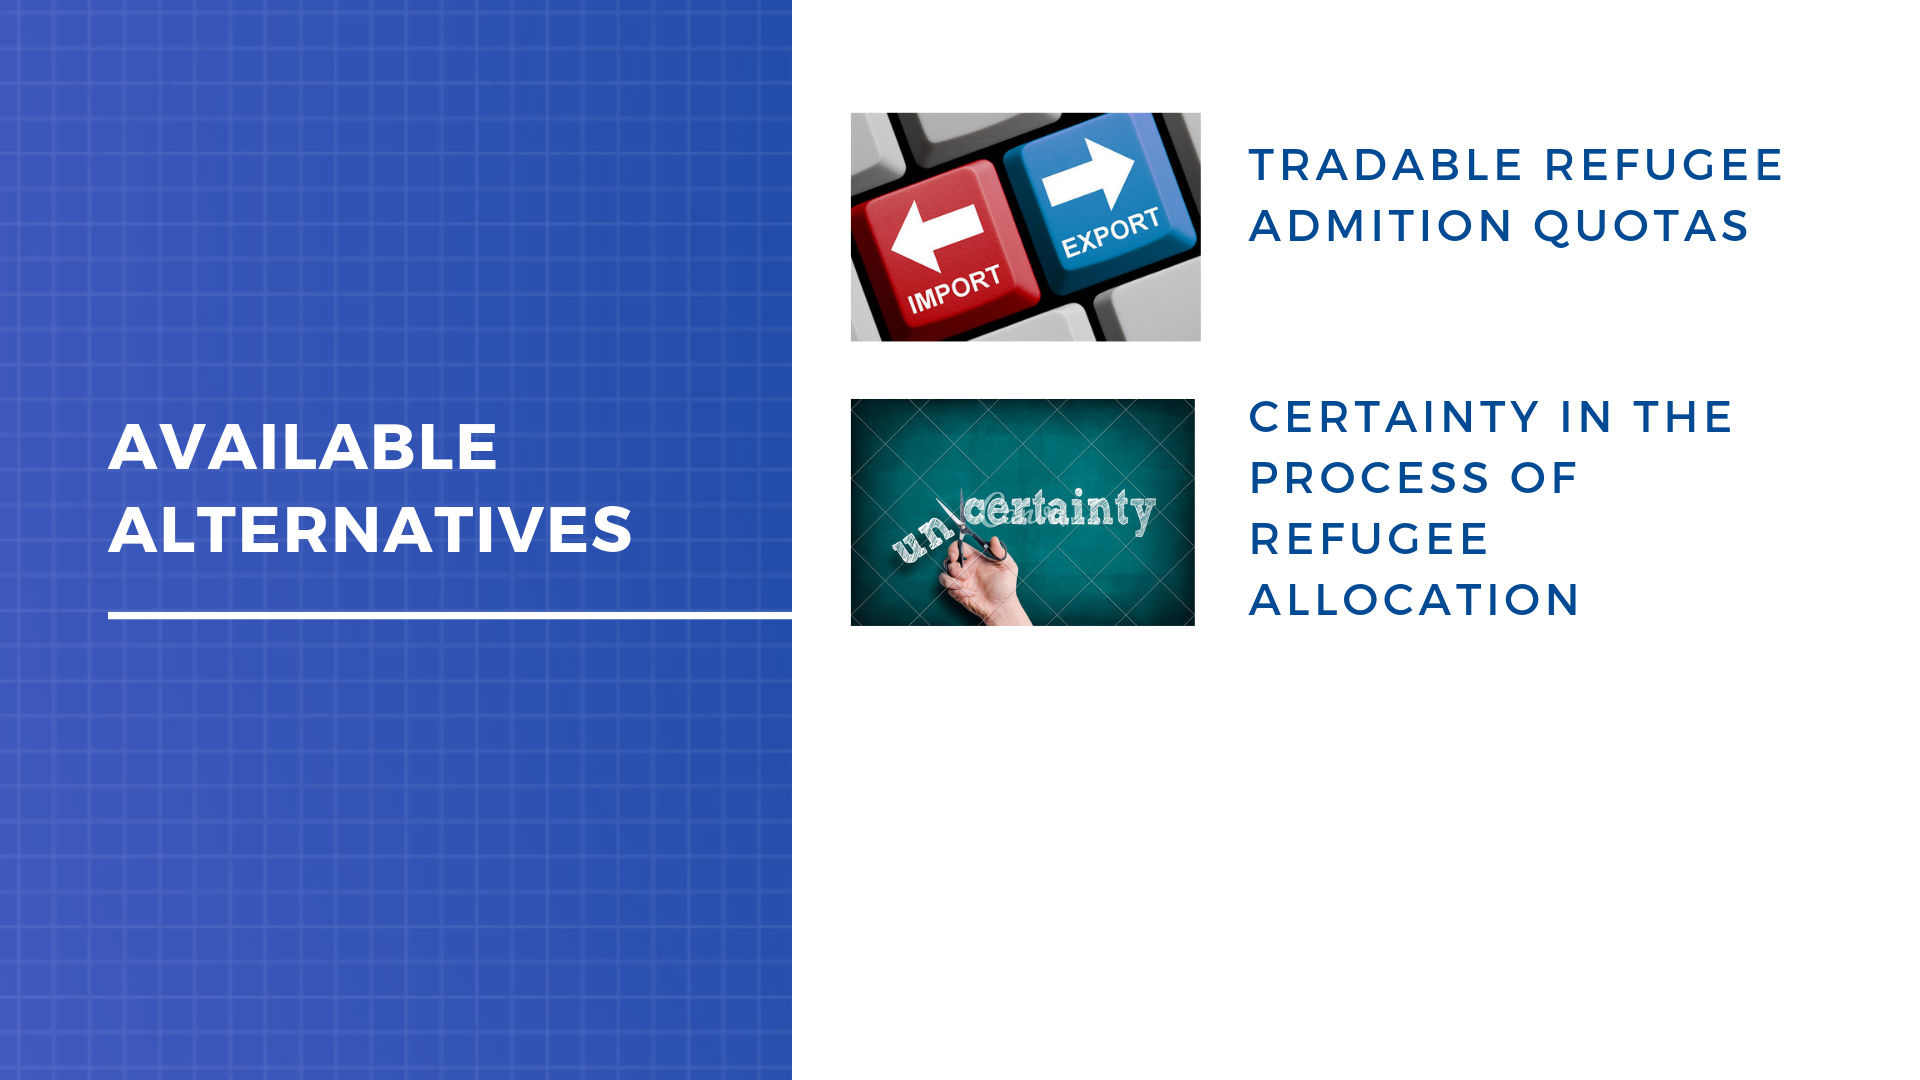 AVAILABLE
ALTERNATIVES
IMPORT
EXPORT
TRADABLE REFUGEE
ADMITION QUOTAS
uncertainty
CERTAINTY IN THE
PROCESS OF
REFUGEE
ALLOCATION